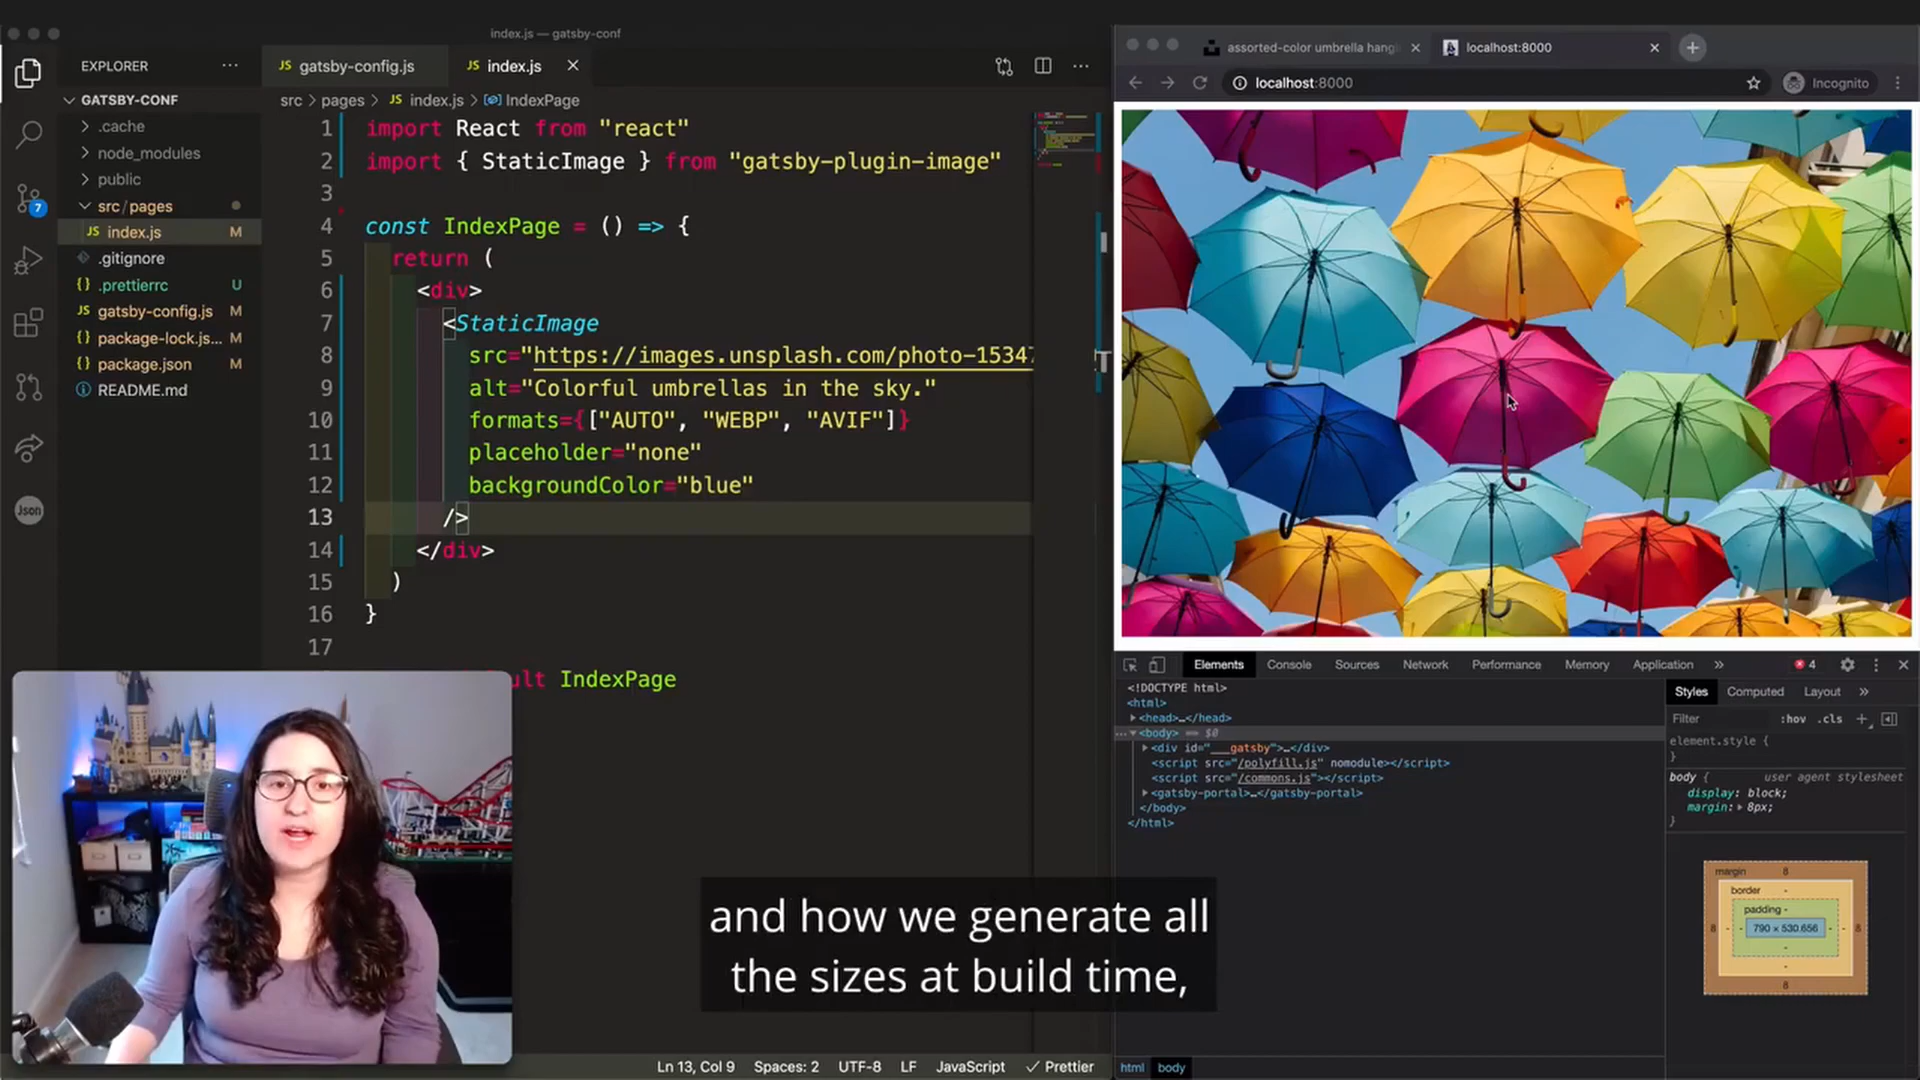 index.js — gatsby-conf
EXPLORER
GATSBY-CONF
.cache
node_modules
public
src/pages
index.js M
.gitignore
.prettierrc U
gatsby-config.js M
package-lock.js... M
package.json M
README.md
7
Json
gatsby-config.js
index.js
src > pages > index.js > IndexPage
1 import React from "react"
2 import { StaticImage } from "gatsby-plugin-image"
3
4 const IndexPage = () => {
5 return (
6 <div>
7 <StaticImage
8 src="https://images.unsplash.com/photo-1534
9 alt="Colorful umbrellas in the sky."
10 formats={["AUTO", "WEBP", "AVIF"]}
11 placeholder="none"
12 backgroundColor="blue"
13 />
14 </div>
15 )
16 }
17
ult IndexPage
Ln 13, Col 9 Spaces: 2 UTF-8 LF JavaScript Prettier
assorted-color umbrella hangi
localhost:8000
localhost:8000
Incognito
Elements Console Sources Network Performance Memory Application » 4
<!DOCTYPE html>
<html>
<head>…</head>
… <body> == $0
<div id="___gatsby">…</div>
<script src="/polyfill.js" nomodule></script>
<script src="/commons.js"></script>
<gatsby-portal>…</gatsby-portal>
</body>
</html>
html body
Styles Computed Layout »
Filter :hov .cls +
element.style {
}
body { user agent stylesheet
display: block;
margin: 8px;
}
margin 8
border -
padding -
8 - - 790 × 530.656 - - 8
-
-
8
and how we generate all
the sizes at build time,